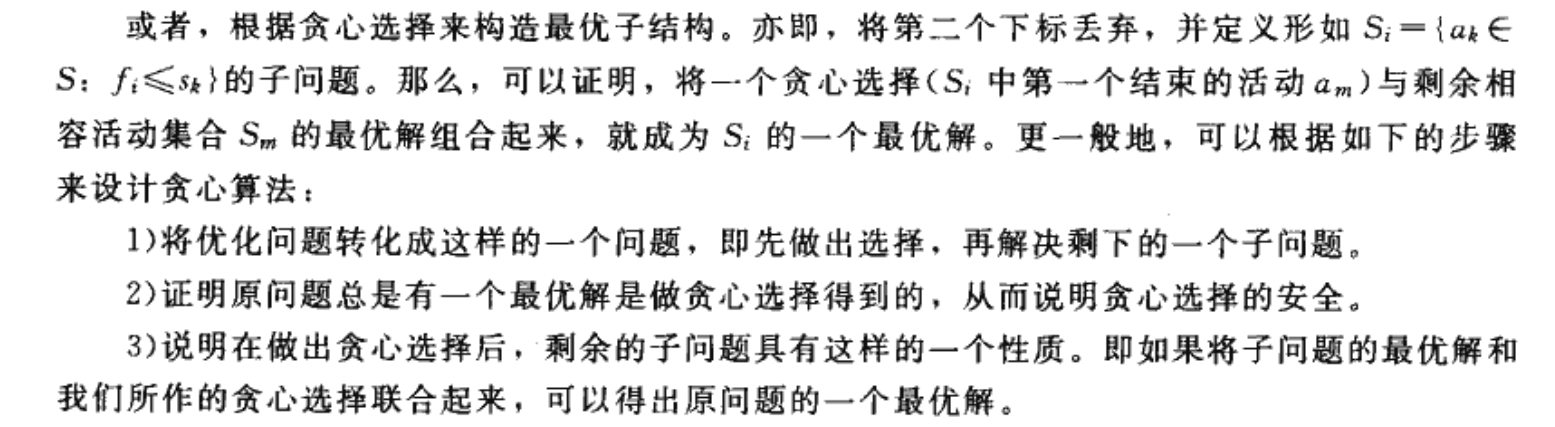 或者，根据贪心选择来构造最优子结构。亦即，将第二个下标丢弃，并定义形如 Sᵢ={aₖ∈
S：fᵢ≤sₖ}的子问题。那么，可以证明，将一个贪心选择(Sᵢ 中第一个结束的活动 aₘ)与剩余相
容活动集合 Sₘ 的最优解组合起来，就成为 Sᵢ 的一个最优解。更一般地，可以根据如下的步骤
来设计贪心算法：
1)将优化问题转化成这样的一个问题，即先做出选择，再解决剩下的一个子问题。
2)证明原问题总是有一个最优解是做贪心选择得到的，从而说明贪心选择的安全。
3)说明在做出贪心选择后，剩余的子问题具有这样的一个性质。即如果将子问题的最优解和
我们所作的贪心选择联合起来，可以得出原问题的一个最优解。